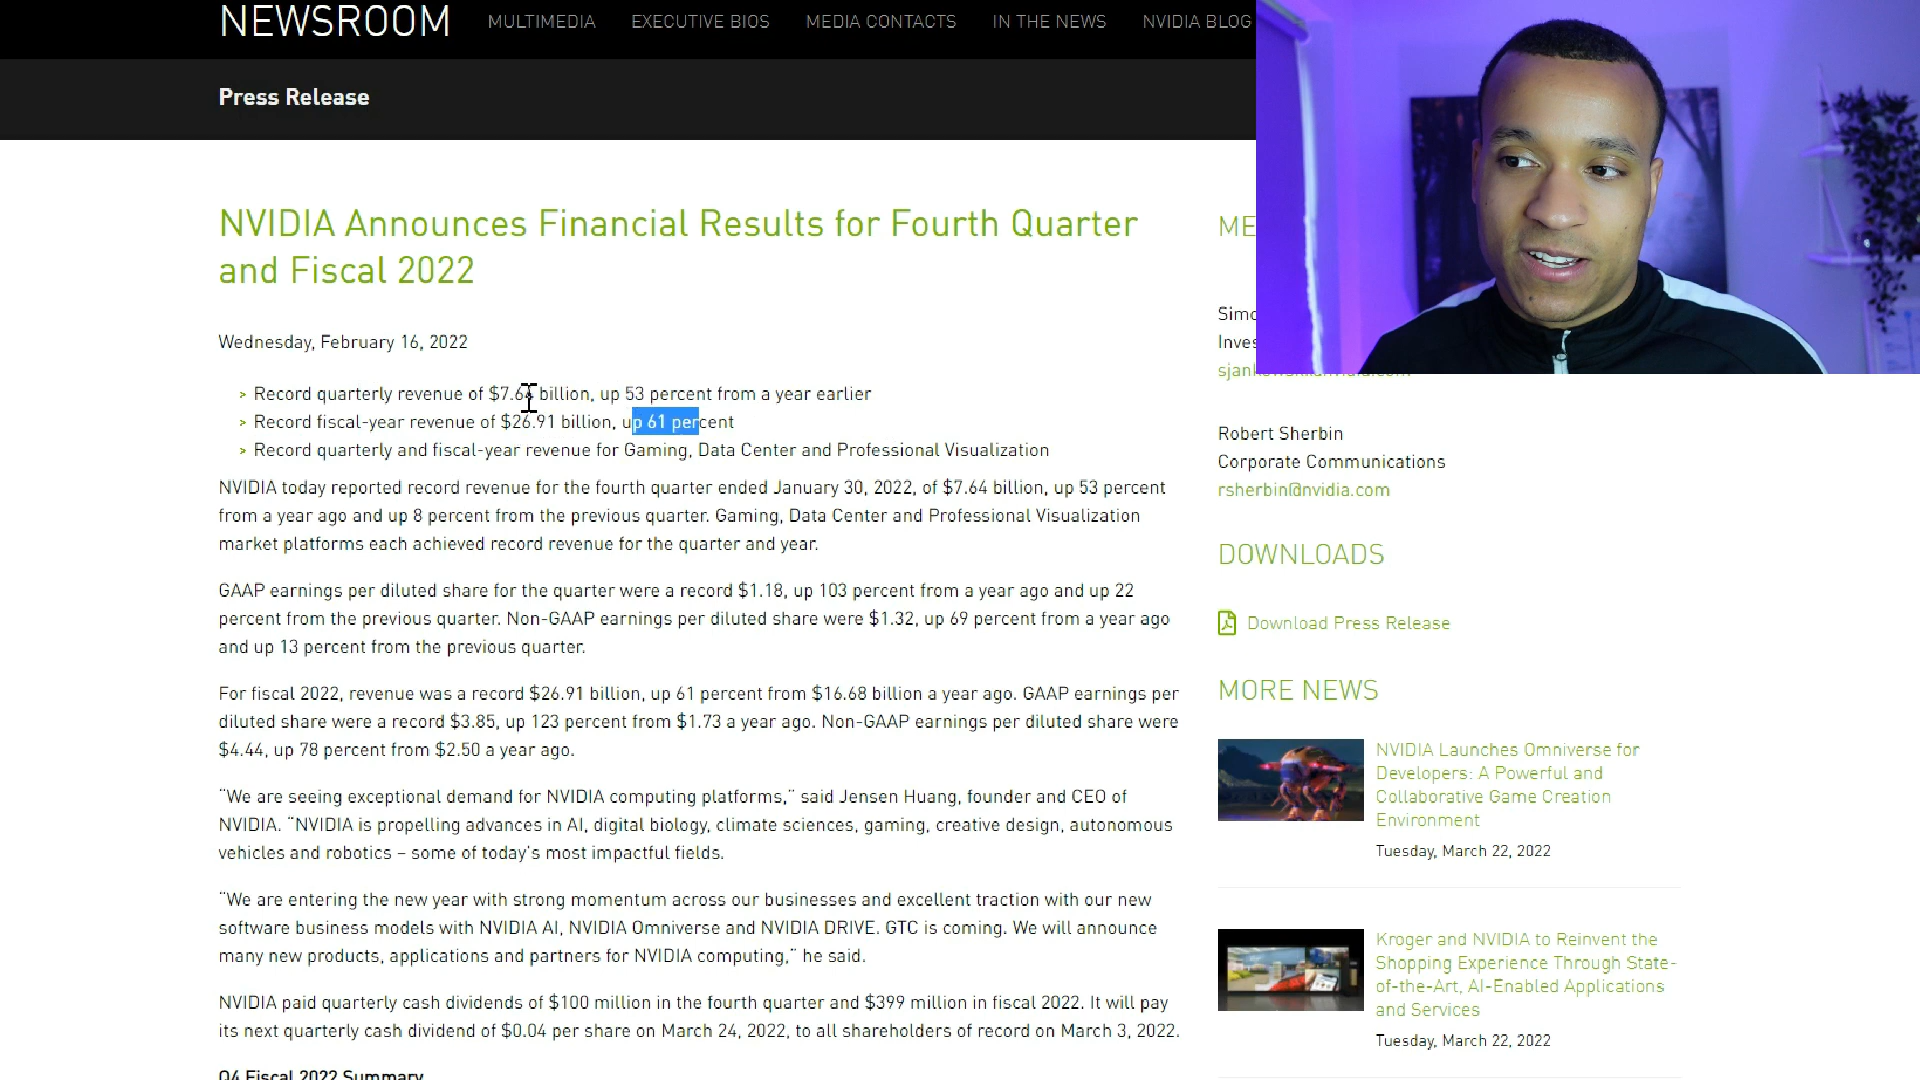 NEWSROOM
MULTIMEDIA
EXECUTIVE BIOS
MEDIA CONTACTS
IN THE NEWS
NVIDIA BLOG
Press Release
NVIDIA Announces Financial Results for Fourth Quarter
and Fiscal 2022
Wednesday, February 16, 2022
> Record quarterly revenue of $7.64 billion, up 53 percent from a year earlier
> Record fiscal-year revenue of $26.91 billion, up 61 percent
> Record quarterly and fiscal-year revenue for Gaming, Data Center and Professional Visualization
NVIDIA today reported record revenue for the fourth quarter ended January 30, 2022, of $7.64 billion, up 53 percent
from a year ago and up 8 percent from the previous quarter. Gaming, Data Center and Professional Visualization
market platforms each achieved record revenue for the quarter and year.
GAAP earnings per diluted share for the quarter were a record $1.18, up 103 percent from a year ago and up 22
percent from the previous quarter. Non-GAAP earnings per diluted share were $1.32, up 69 percent from a year ago
and up 13 percent from the previous quarter.
For fiscal 2022, revenue was a record $26.91 billion, up 61 percent from $16.68 billion a year ago. GAAP earnings per
diluted share were a record $3.85, up 123 percent from $1.73 a year ago. Non-GAAP earnings per diluted share were
$4.44, up 78 percent from $2.50 a year ago.
“We are seeing exceptional demand for NVIDIA computing platforms,” said Jensen Huang, founder and CEO of
NVIDIA. “NVIDIA is propelling advances in AI, digital biology, climate sciences, gaming, creative design, autonomous
vehicles and robotics – some of today’s most impactful fields.
“We are entering the new year with strong momentum across our businesses and excellent traction with our new
software business models with NVIDIA AI, NVIDIA Omniverse and NVIDIA DRIVE. GTC is coming. We will announce
many new products, applications and partners for NVIDIA computing,” he said.
NVIDIA paid quarterly cash dividends of $100 million in the fourth quarter and $399 million in fiscal 2022. It will pay
its next quarterly cash dividend of $0.04 per share on March 24, 2022, to all shareholders of record on March 3, 2022.
Q4 Fiscal 2022 Summary
ME
Simo
Inves
Robert Sherbin
Corporate Communications
rsherbin@nvidia.com
DOWNLOADS
Download Press Release
MORE NEWS
NVIDIA Launches Omniverse for
Developers: A Powerful and
Collaborative Game Creation
Environment
Tuesday, March 22, 2022
Kroger and NVIDIA to Reinvent the
Shopping Experience Through State-
of-the-Art, AI-Enabled Applications
and Services
Tuesday, March 22, 2022